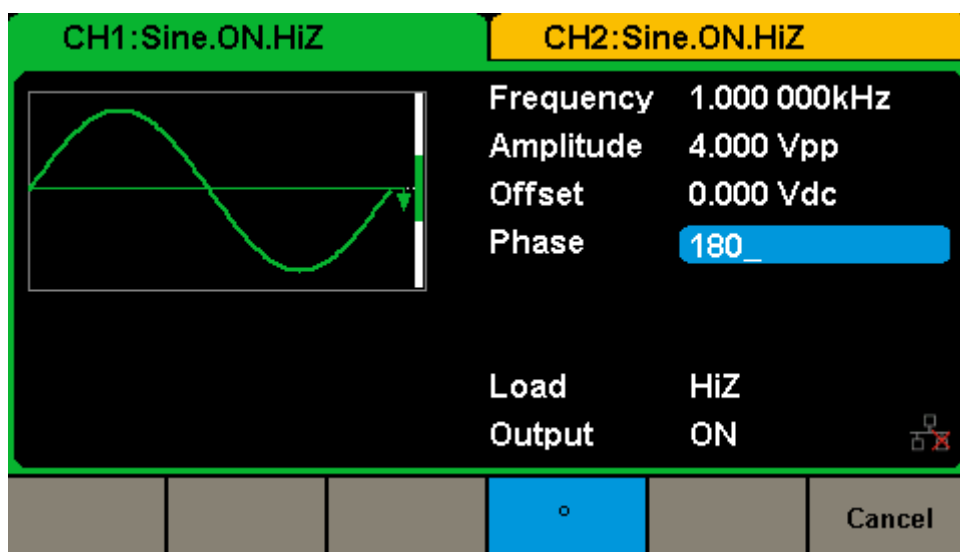 CH1:Sine.ON.HiZ
CH2:Sine.ON.HiZ
Frequency 1.000 000kHz
Amplitude 4.000 Vpp
Offset 0.000 Vdc
Phase 180_
Load HiZ
Output ON
° Cancel